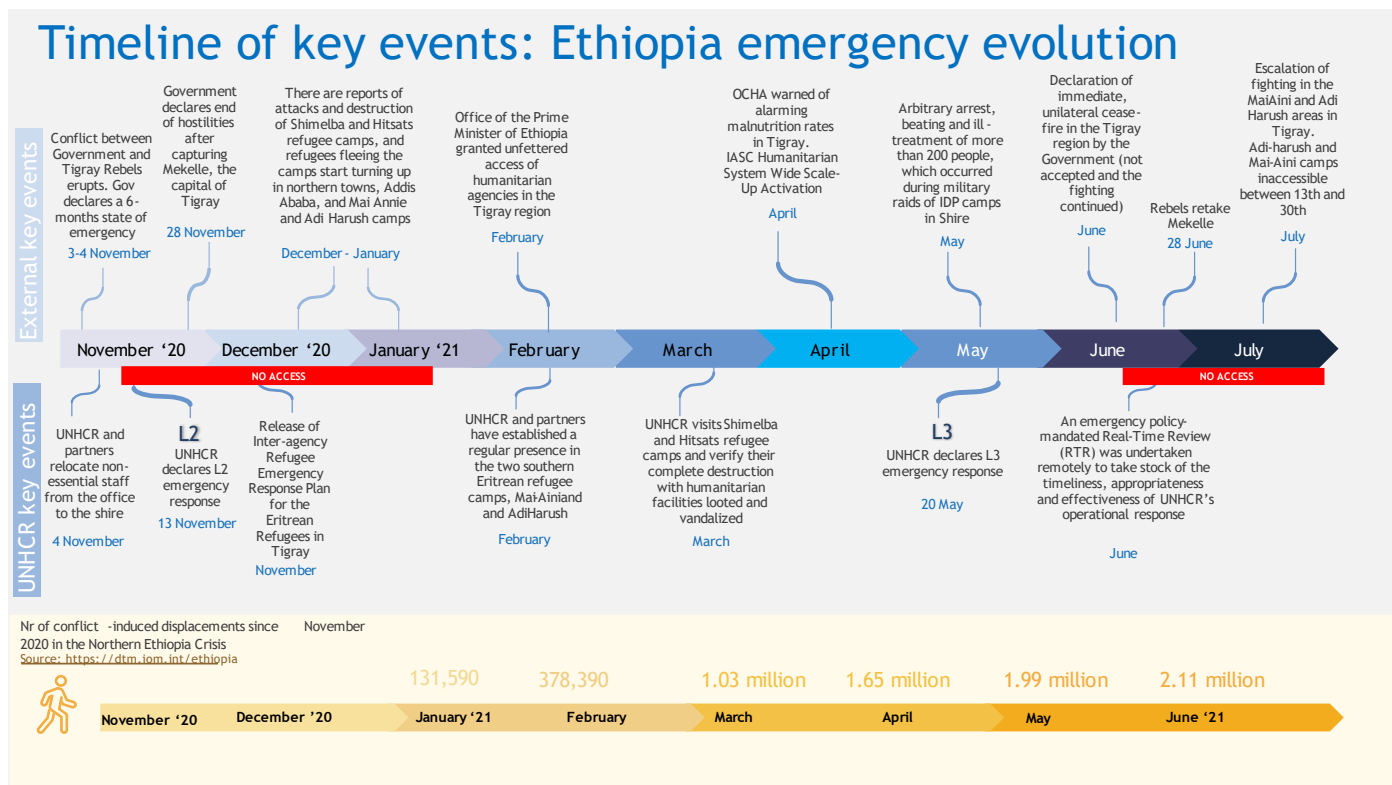 Timeline of key events: Ethiopia emergency evolution
External key events
Conflict between
Government and
Tigray Rebels
erupts. Gov
declares a 6-
months state of
emergency
3-4 November
Government
declares end
of hostilities
after
capturing
Mekelle, the
capital of
Tigray
28 November
There are reports of
attacks and destruction
of Shimelba and Hitsats
refugee camps, and
refugees fleeing the
camps start turning up
in northern towns, Addis
Ababa, and Mai Annie
and Adi Harush camps
December - January
Office of the Prime
Minister of Ethiopia
granted unfettered
access of
humanitarian
agencies in the
Tigray region
February
OCHA warned of
alarming
malnutrition rates
in Tigray.
IASC Humanitarian
System Wide Scale-
Up Activation
April
Arbitrary arrest,
beating and ill -
treatment of more
than 200 people,
which occurred
during military
raids of IDP camps
in Shire
May
Declaration of
immediate,
unilateral cease-
fire in the Tigray
region by the
Government (not
accepted and the
fighting
continued)
June
Rebels retake
Mekelle
28 June
Escalation of
fighting in the
MaiAini and Adi
Harush areas in
Tigray.
Adi-harush and
Mai-Aini camps
inaccessible
between 13th and
30th
July
November ‘20
December ‘20
January ‘21
February
March
April
May
June
July
NO ACCESS
NO ACCESS
UNHCR key events
UNHCR and
partners
relocate non-
essential staff
from the office
to the shire
4 November
L2
UNHCR
declares L2
emergency
response
13 November
Release of
Inter-agency
Refugee
Emergency
Response Plan
for the
Eritrean
Refugees in
Tigray
November
UNHCR and partners
have established a
regular presence in
the two southern
Eritrean refugee
camps, Mai-Ainiand
and AdiHarush
February
UNHCR visits Shimelba
and Hitsats refugee
camps and verify their
complete destruction
with humanitarian
facilities looted and
vandalized
March
L3
UNHCR declares L3
emergency response
20 May
An emergency policy-
mandated Real-Time Review
(RTR) was undertaken
remotely to take stock of the
timeliness, appropriateness
and effectiveness of UNHCR’s
operational response
June
Nr of conflict -induced displacements since November
2020 in the Northern Ethiopia Crisis
Source: https://dtm.iom.int/ethiopia
131,590
378,390
1.03 million
1.65 million
1.99 million
2.11 million
November ‘20
December ’20
January ‘21
February
March
April
May
June ‘21